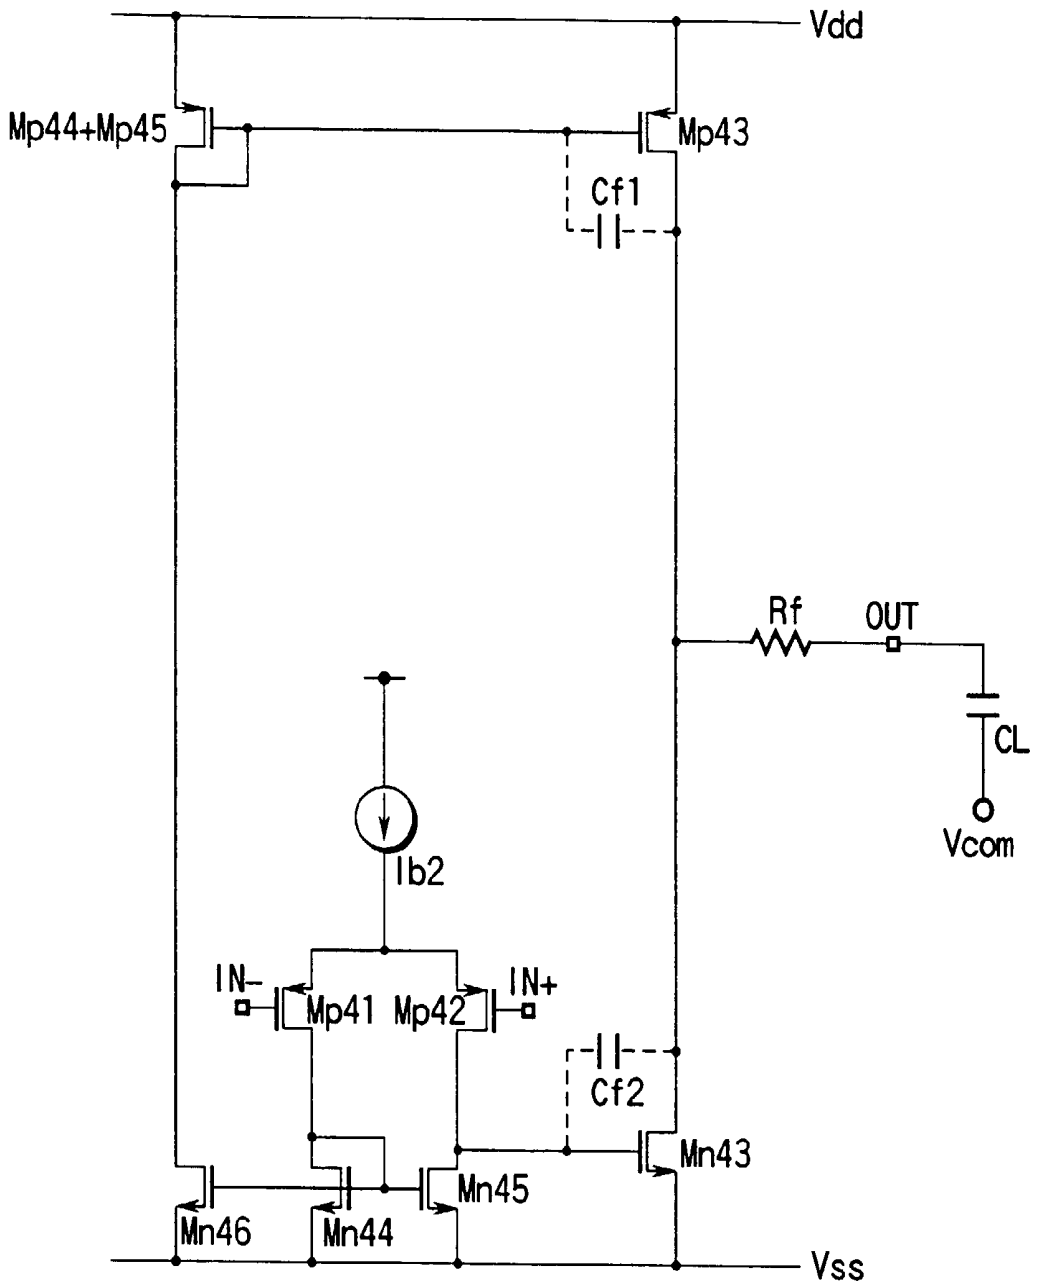 Vdd
Mp44+Mp45
Mp43
Cf1
Rf
OUT
CL
Vcom
Ib2
IN-
Mp41
Mp42
IN+
Cf2
Mn43
Mn45
Mn46
Mn44
Vss